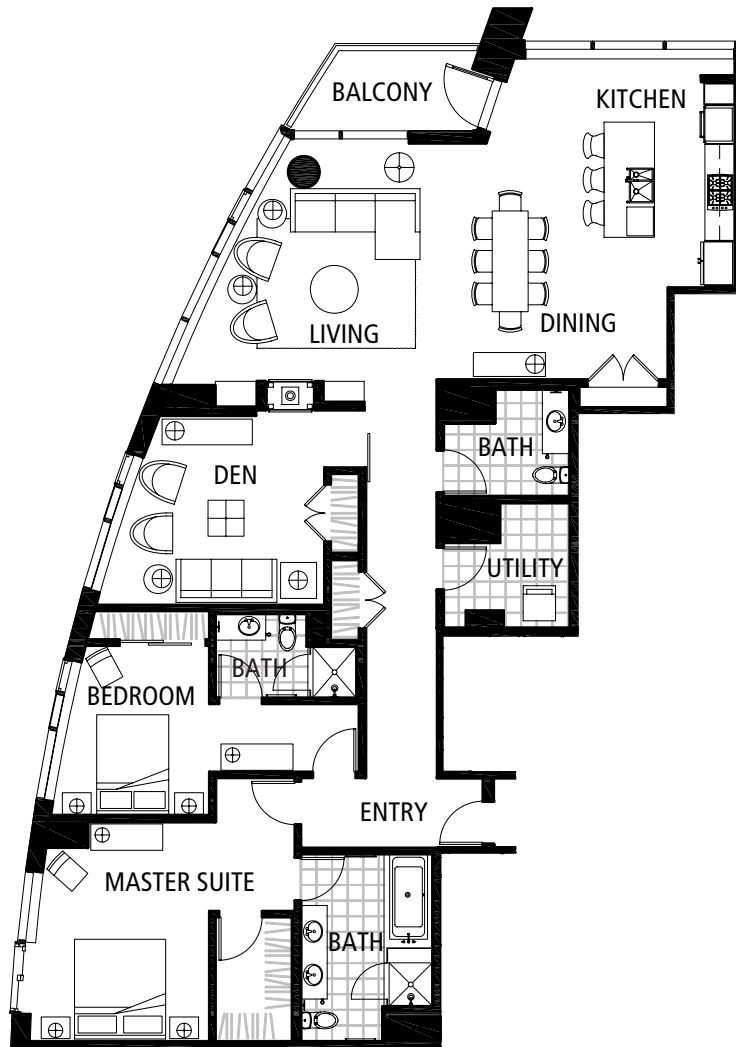 BALCONY
KITCHEN
LIVING
DINING
DEN
BATH
UTILITY
BATH
BEDROOM
ENTRY
MASTER SUITE
BATH